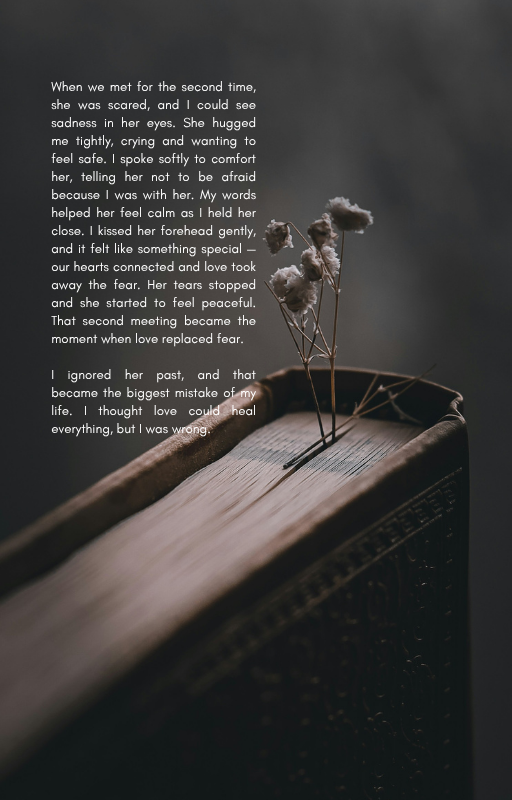 When we met for the second time,
she was scared, and I could see
sadness in her eyes. She hugged
me tightly, crying and wanting to
feel safe. I spoke softly to comfort
her, telling her not to be afraid
because I was with her. My words
helped her feel calm as I held her
close. I kissed her forehead gently,
and it felt like something special —
our hearts connected and love took
away the fear. Her tears stopped
and she started to feel peaceful.
That second meeting became the
moment when love replaced fear.
I ignored her past, and that
became the biggest mistake of my
life. I thought love could heal
everything, but I was wrong.